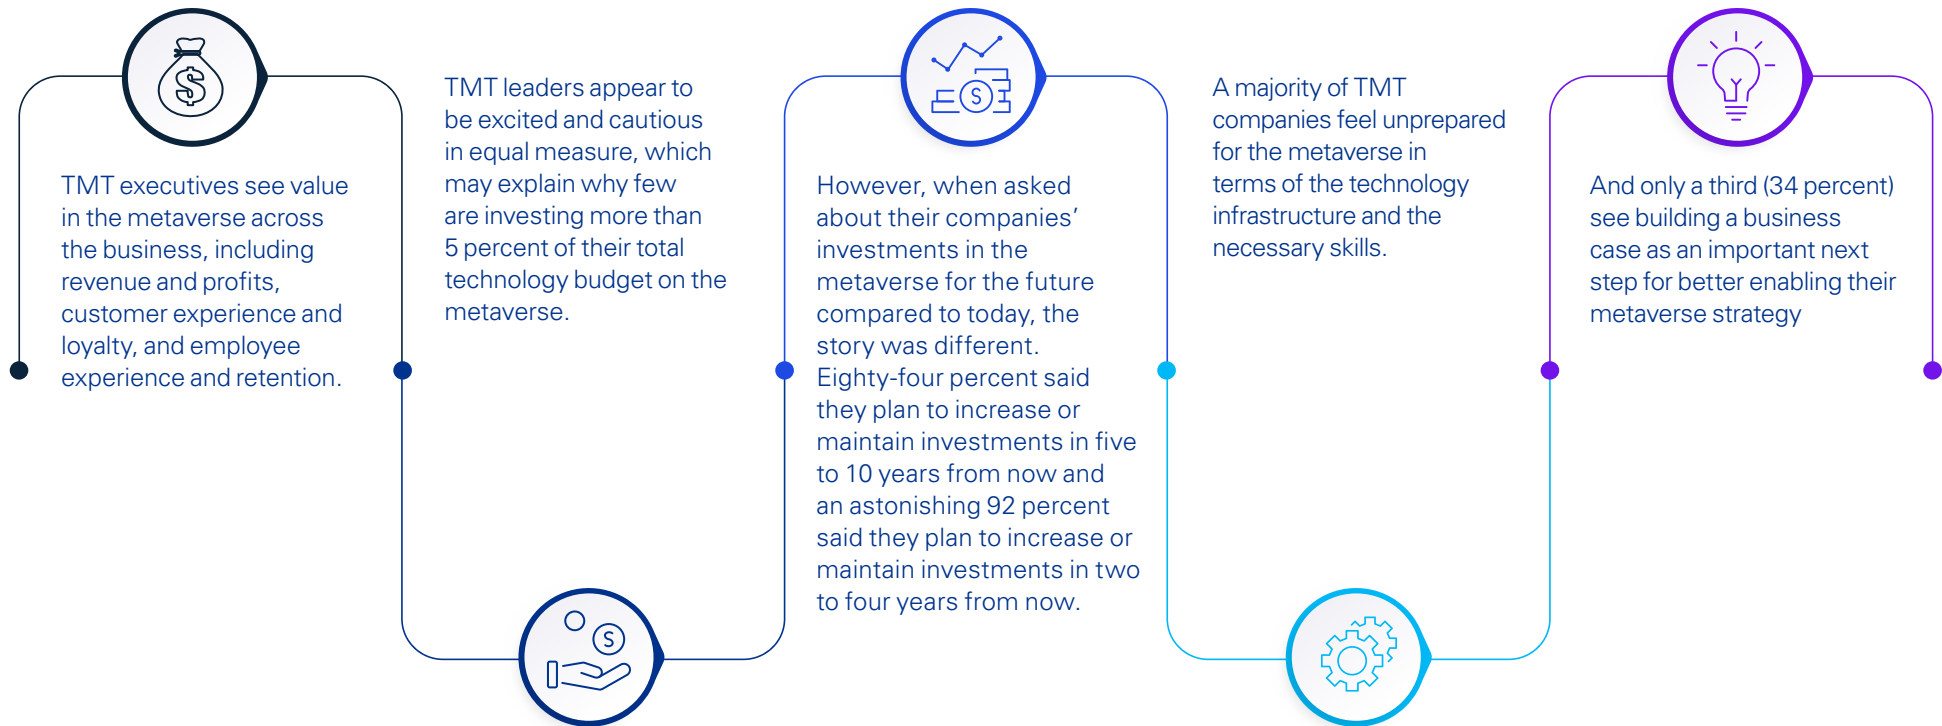 TMT executives see value
in the metaverse across
the business, including
revenue and profits,
customer experience and
loyalty, and employee
experience and retention.
TMT leaders appear to
be excited and cautious
in equal measure, which
may explain why few
are investing more than
5 percent of their total
technology budget on the
metaverse.
However, when asked
about their companies’
investments in the
metaverse for the future
compared to today, the
story was different.
Eighty-four percent said
they plan to increase or
maintain investments in five
to 10 years from now and
an astonishing 92 percent
said they plan to increase or
maintain investments in two
to four years from now.
A majority of TMT
companies feel unprepared
for the metaverse in
terms of the technology
infrastructure and the
necessary skills.
And only a third (34 percent)
see building a business
case as an important next
step for better enabling their
metaverse strategy